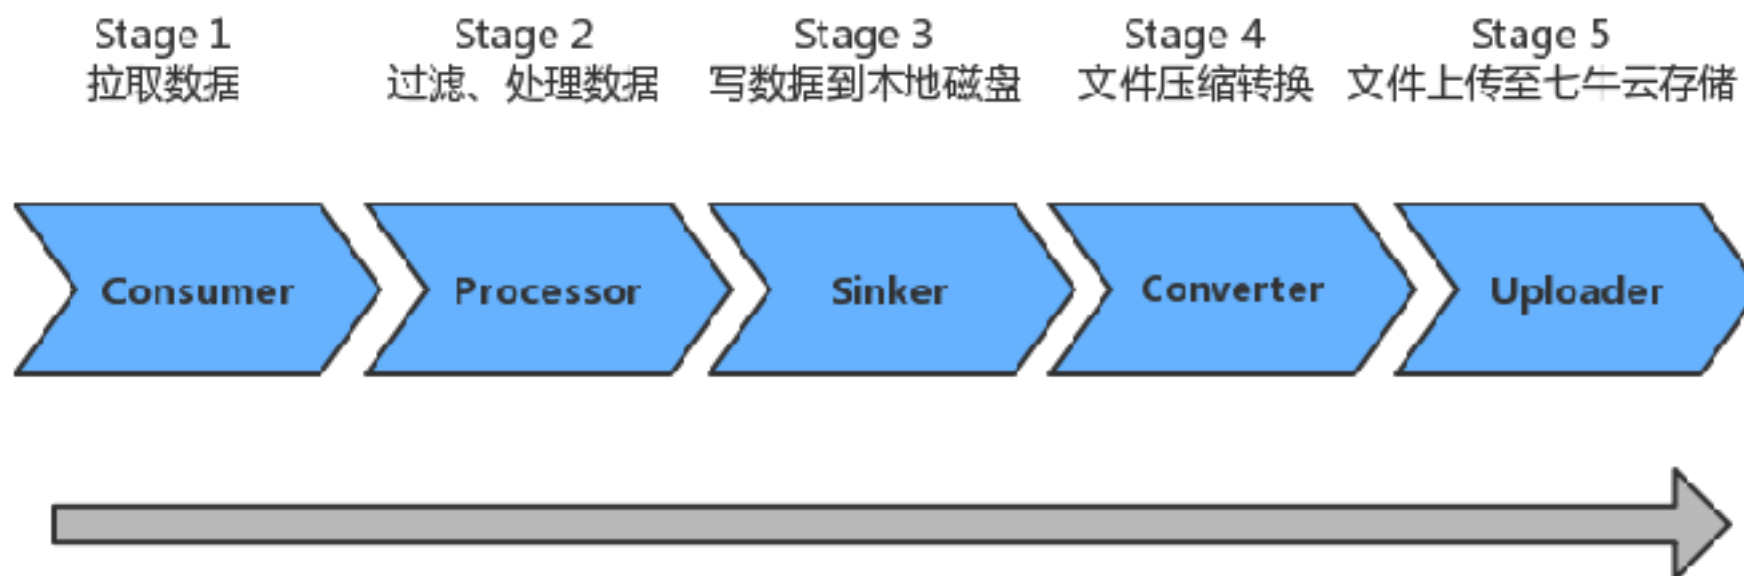 Stage 1
拉取数据
Stage 2
过滤、处理数据
Stage 3
写数据到木地磁盘
Stage 4
文件压缩转换
Stage 5
文件上传至七牛云存储
Consumer
Processor
Sinker
Converter
Uploader